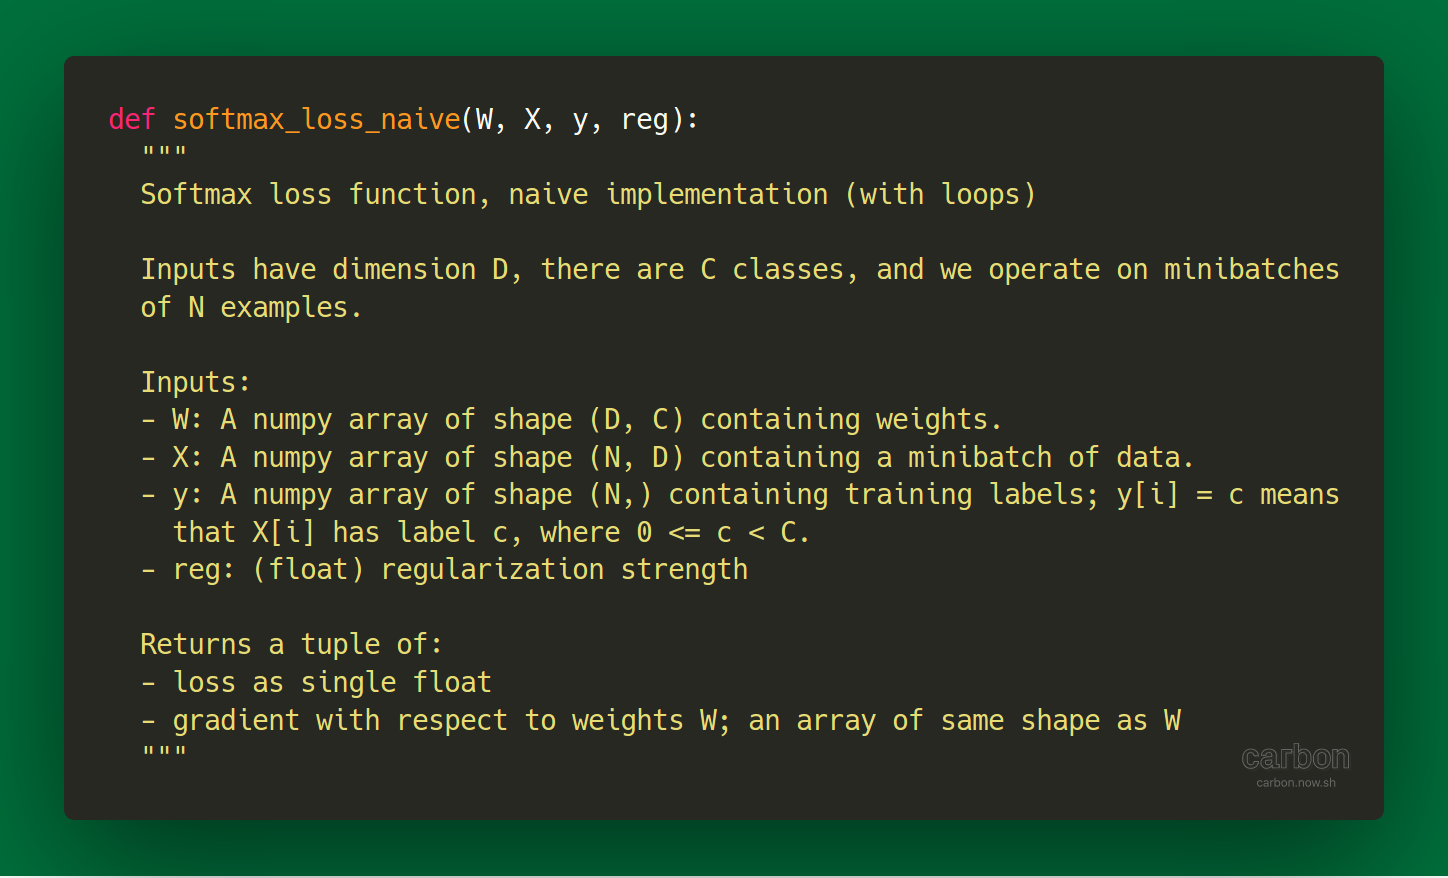 def softmax_loss_naive(W, X, y, reg):
"""
Softmax loss function, naive implementation (with loops)
Inputs have dimension D, there are C classes, and we operate on minibatches
of N examples.
Inputs:
- W: A numpy array of shape (D, C) containing weights.
- X: A numpy array of shape (N, D) containing a minibatch of data.
- y: A numpy array of shape (N,) containing training labels; y[i] = c means
that X[i] has label c, where 0 <= c < C.
- reg: (float) regularization strength
Returns a tuple of:
- loss as single float
- gradient with respect to weights W; an array of same shape as W
"""
carbon
carbon.now.sh